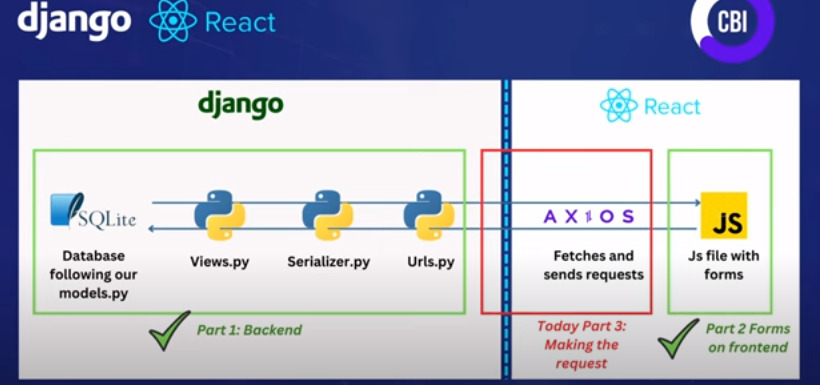 django React
CBI
django
React
SQLite
AXIOS
JS
Database
following our
models.py
Views.py
Serializer.py
Urls.py
Fetches and
sends requests
Js file with
forms
Part 1: Backend
Today Part 3:
Making the
request
Part 2 Forms
on frontend